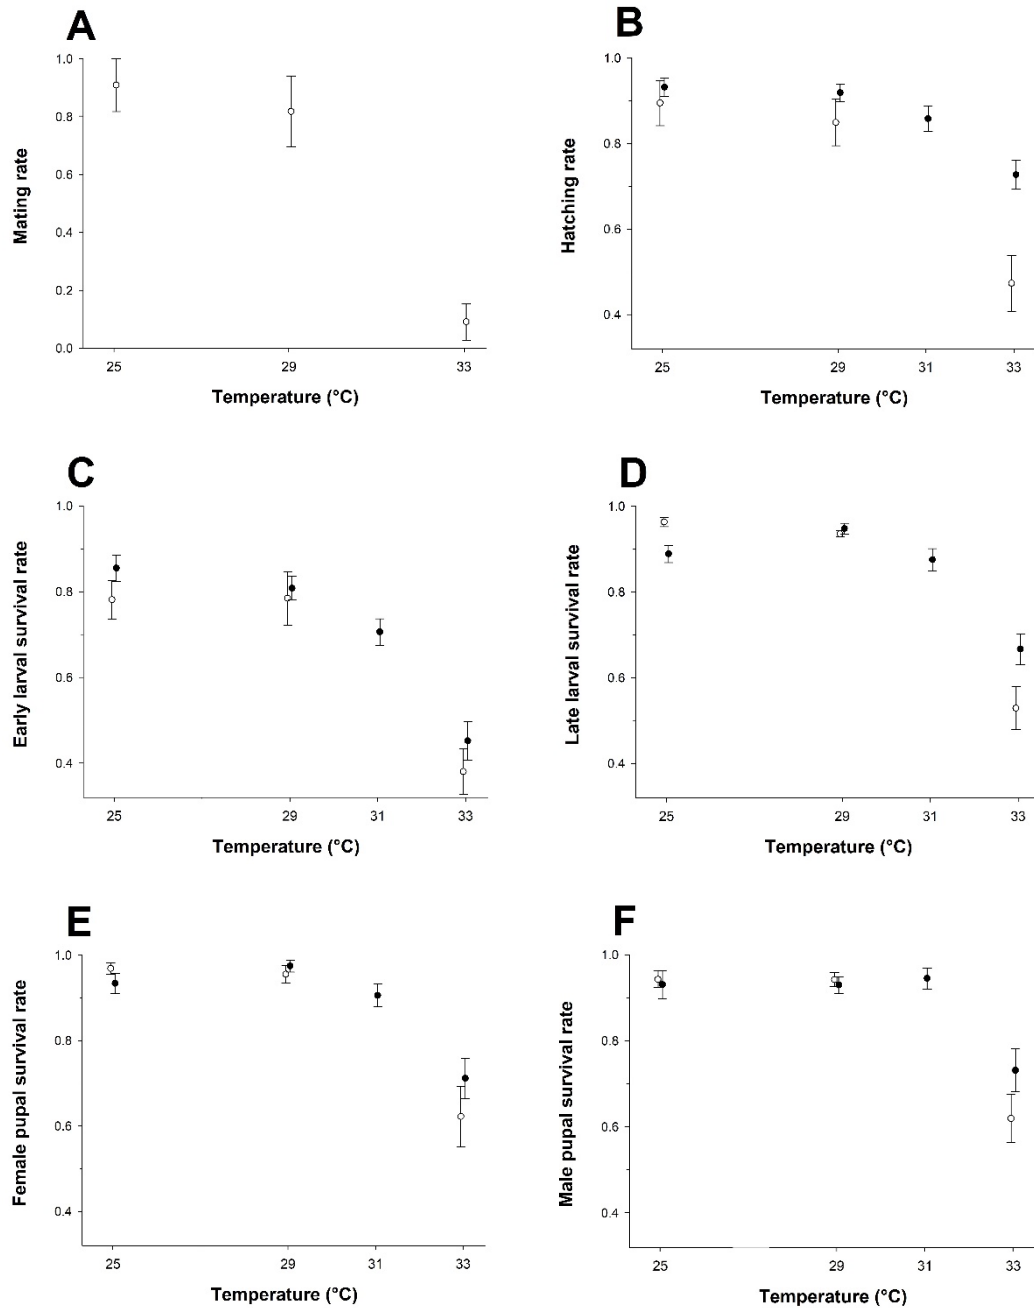 A
1.0
0.8
0.6
0.4
0.2
0.0
Mating rate
25 29 33
Temperature (°C)
B
1.0
0.8
0.6
0.4
Hatching rate
25 29 31 33
Temperature (°C)
C
1.0
0.8
0.6
0.4
Early larval survival rate
25 29 31 33
Temperature (°C)
D
1.0
0.8
0.6
0.4
Late larval survival rate
25 29 31 33
Temperature (°C)
E
1.0
0.8
0.6
0.4
Female pupal survival rate
25 29 31 33
Temperature (°C)
F
1.0
0.8
0.6
0.4
Male pupal survival rate
25 29 31 33
Temperature (°C)